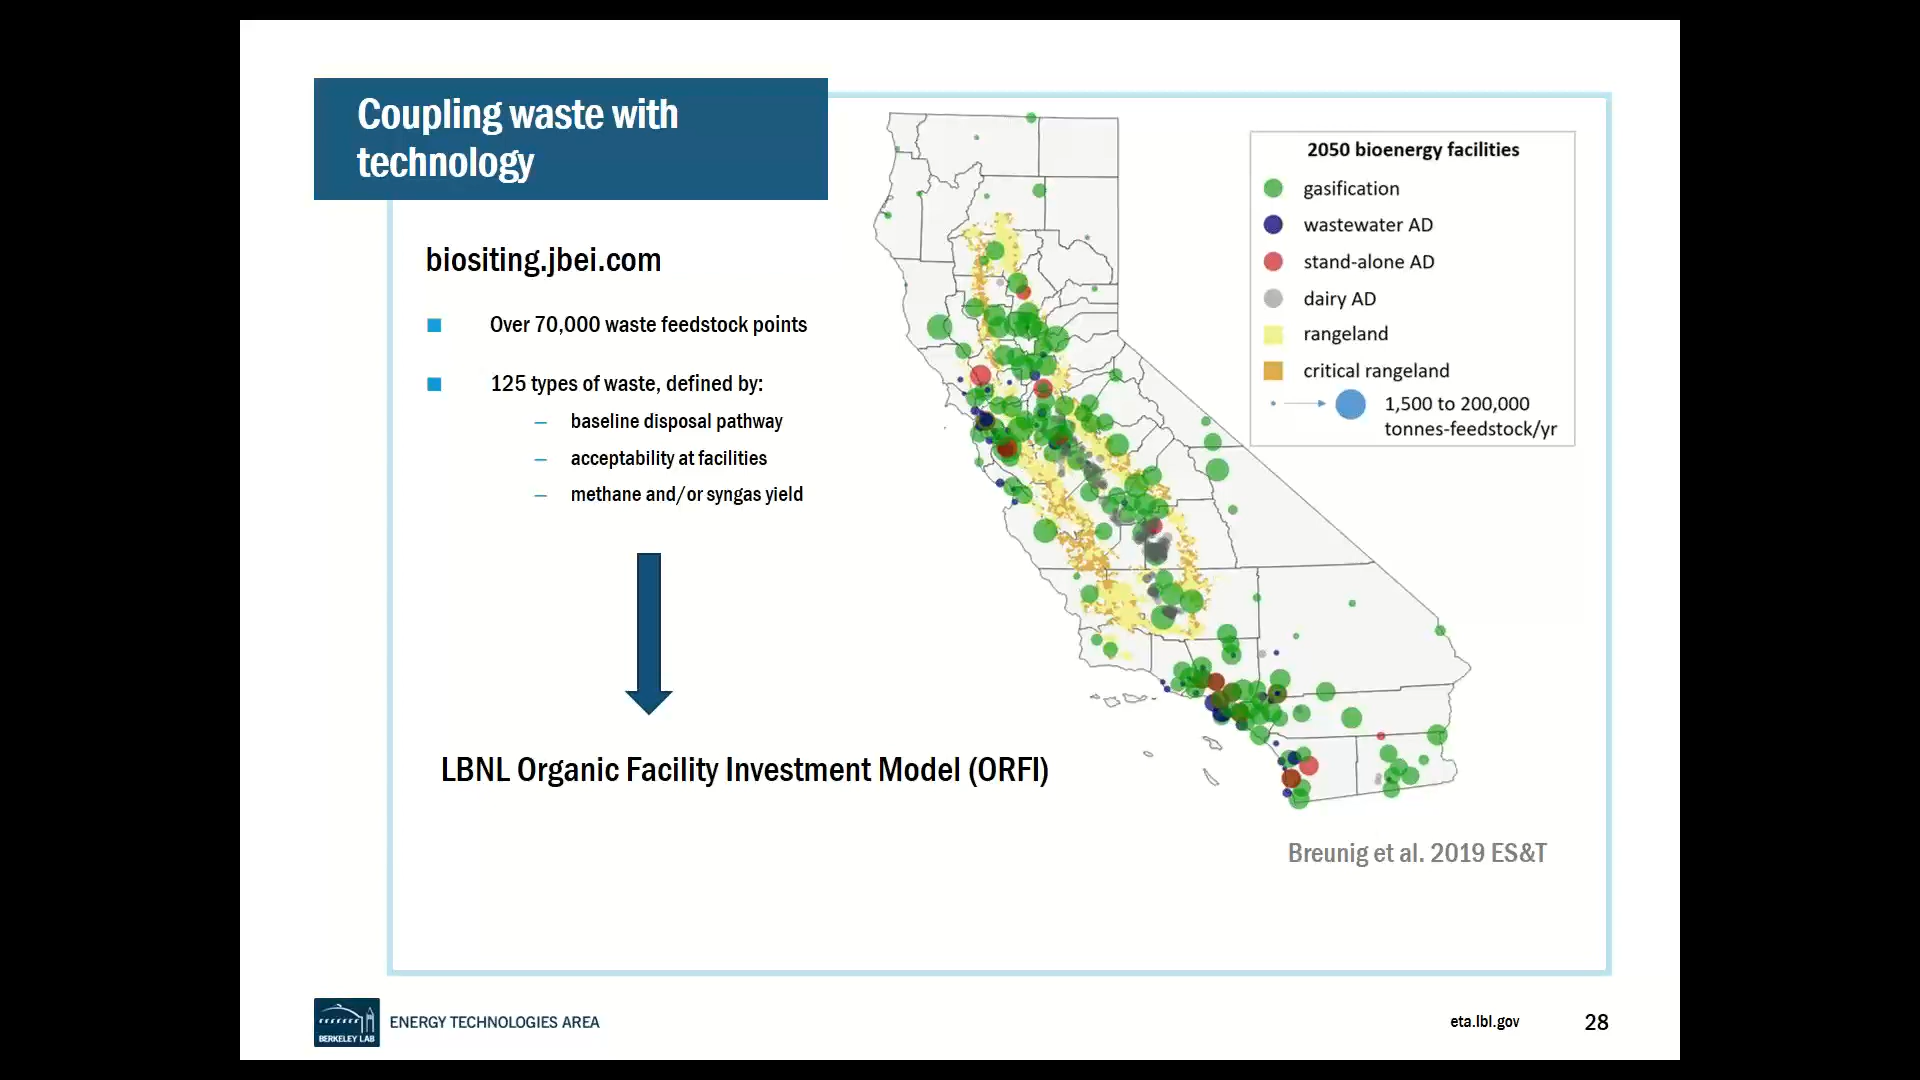 Coupling waste with
technology
biositing.jbei.com
Over 70,000 waste feedstock points
125 types of waste, defined by:
– baseline disposal pathway
– acceptability at facilities
– methane and/or syngas yield
LBNL Organic Facility Investment Model (ORFI)
2050 bioenergy facilities
gasification
wastewater AD
stand-alone AD
dairy AD
rangeland
critical rangeland
1,500 to 200,000
tonnes-feedstock/yr
Breunig et al. 2019 ES&T
BERKELEY LAB
ENERGY TECHNOLOGIES AREA
eta.lbl.gov
28